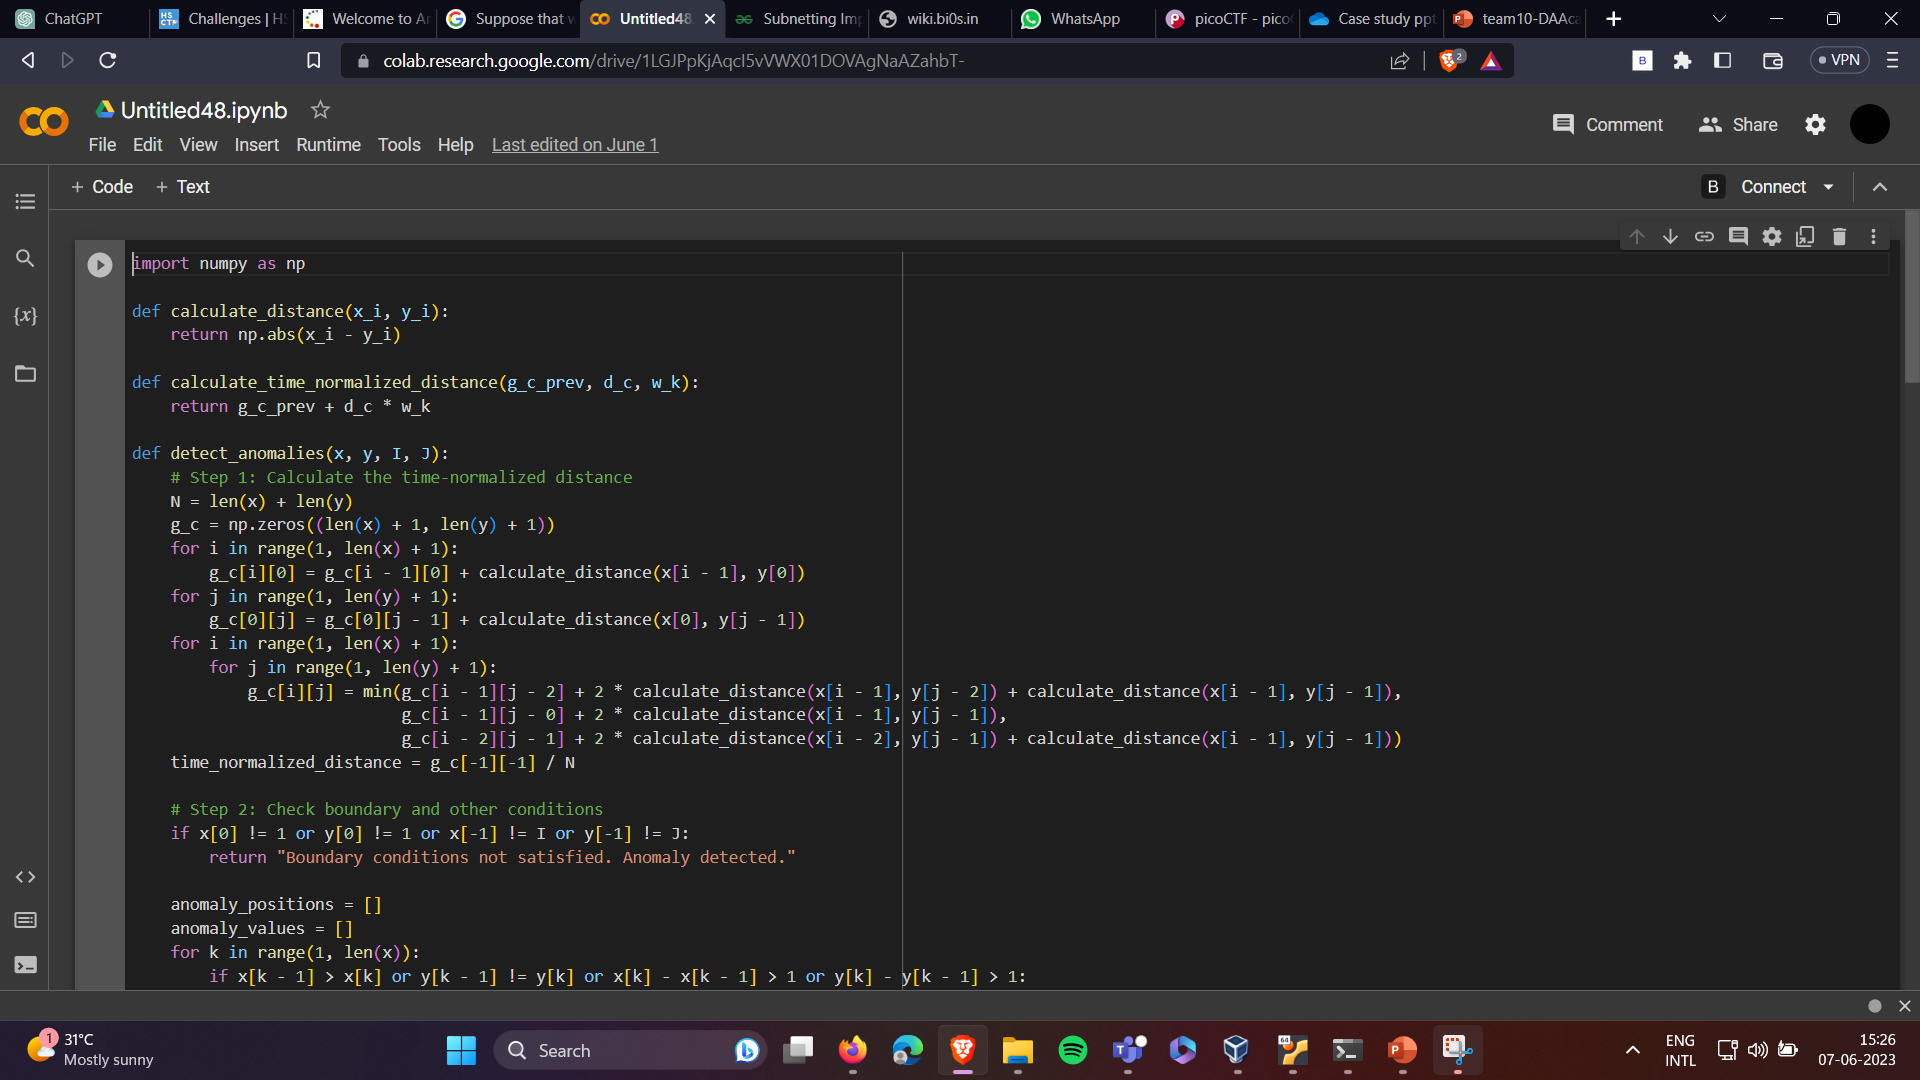 ChatGPT
Challenges | HS
Welcome to Ar
Suppose that w
Untitled48.
Subnetting Imp
wiki.bi0s.in
WhatsApp
picoCTF - pico
Case study ppt
team10-DAAca
colab.research.google.com/drive/1LGJPpKjAqcI5vVWX01DOVAgNaAZahbT-
2
VPN
Untitled48.ipynb
Comment
Share
File Edit View Insert Runtime Tools Help Last edited on June 1
+ Code + Text
B Connect
import numpy as np
def calculate_distance(x_i, y_i):
return np.abs(x_i - y_i)
def calculate_time_normalized_distance(g_c_prev, d_c, w_k):
return g_c_prev + d_c * w_k
def detect_anomalies(x, y, I, J):
# Step 1: Calculate the time-normalized distance
N = len(x) + len(y)
g_c = np.zeros((len(x) + 1, len(y) + 1))
for i in range(1, len(x) + 1):
g_c[i][0] = g_c[i - 1][0] + calculate_distance(x[i - 1], y[0])
for j in range(1, len(y) + 1):
g_c[0][j] = g_c[0][j - 1] + calculate_distance(x[0], y[j - 1])
for i in range(1, len(x) + 1):
for j in range(1, len(y) + 1):
g_c[i][j] = min(g_c[i - 1][j - 2] + 2 * calculate_distance(x[i - 1], y[j - 2]) + calculate_distance(x[i - 1], y[j - 1]),
g_c[i - 1][j - 0] + 2 * calculate_distance(x[i - 1], y[j - 1]),
g_c[i - 2][j - 1] + 2 * calculate_distance(x[i - 2], y[j - 1]) + calculate_distance(x[i - 1], y[j - 1]))
time_normalized_distance = g_c[-1][-1] / N
# Step 2: Check boundary and other conditions
if x[0] != 1 or y[0] != 1 or x[-1] != I or y[-1] != J:
return "Boundary conditions not satisfied. Anomaly detected."
anomaly_positions = []
anomaly_values = []
for k in range(1, len(x)):
if x[k - 1] > x[k] or y[k - 1] != y[k] or x[k] - x[k - 1] > 1 or y[k] - y[k - 1] > 1:
1
31°C
Mostly sunny
Search
ENG
INTL
15:26
07-06-2023